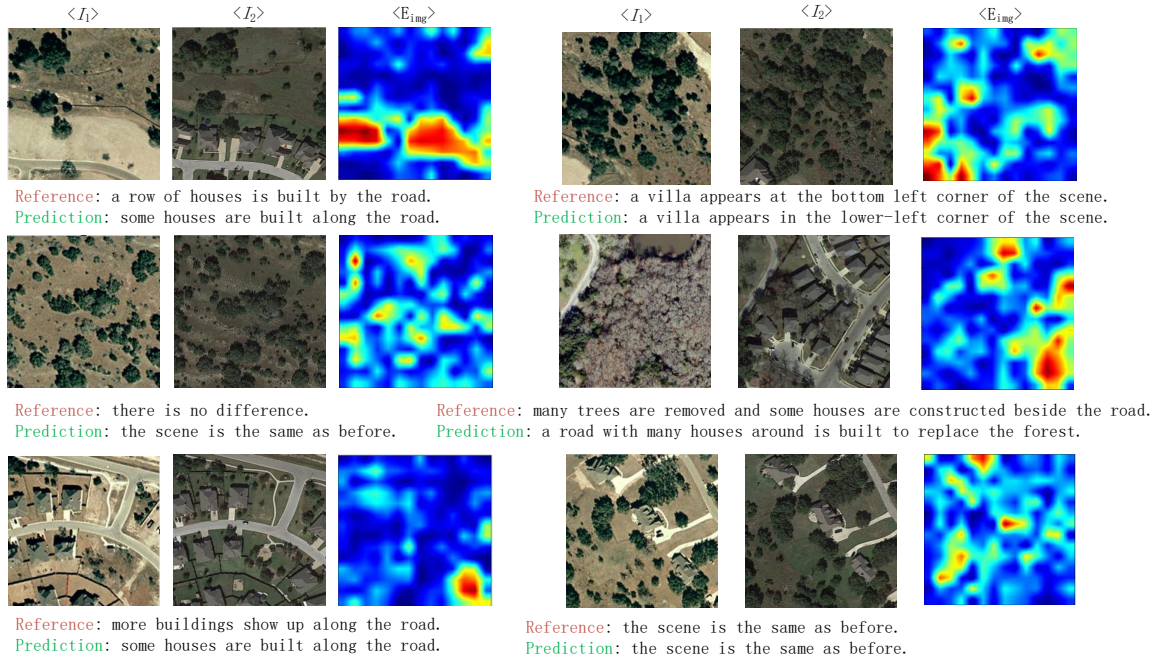 <I₁> <I₂> <E_img> <I₁> <I₂> <E_img>
Reference: a row of houses is built by the road.
Prediction: some houses are built along the road.
Reference: a villa appears at the bottom left corner of the scene.
Prediction: a villa appears in the lower-left corner of the scene.
Reference: there is no difference.
Prediction: the scene is the same as before.
Reference: many trees are removed and some houses are constructed beside the road.
Prediction: a road with many houses around is built to replace the forest.
Reference: more buildings show up along the road.
Prediction: some houses are built along the road.
Reference: the scene is the same as before.
Prediction: the scene is the same as before.